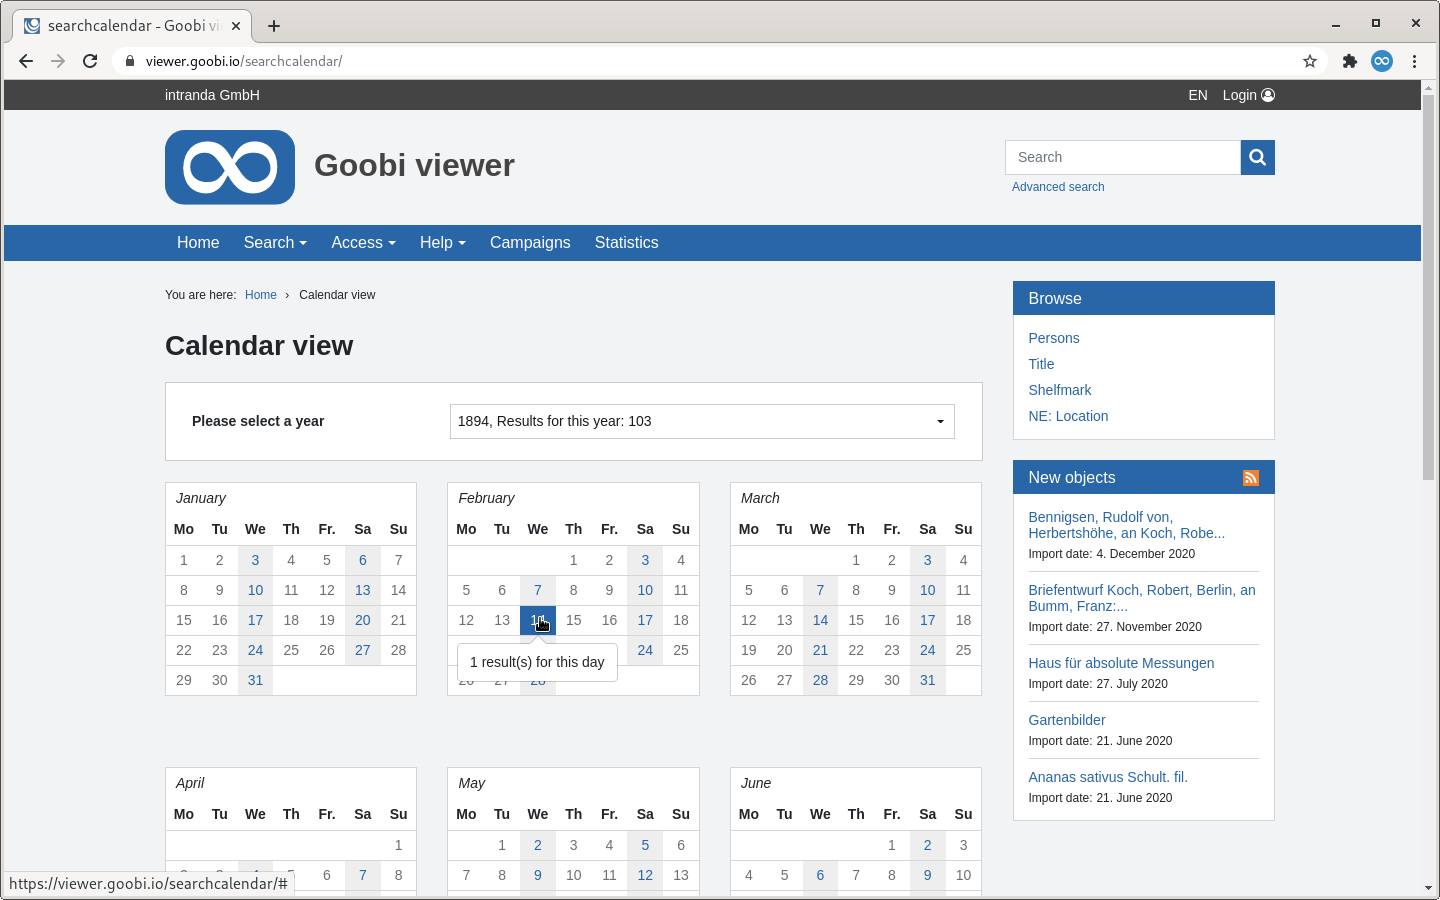 searchcalendar - Goobi vi
viewer.goobi.io/searchcalendar/
intranda GmbH
EN Login
Goobi viewer
Search
Advanced search
Home Search Access Help Campaigns Statistics
You are here: Home › Calendar view
Calendar view
Please select a year
1894, Results for this year: 103
January
Mo Tu We Th Fr. Sa Su
1 2 3 4 5 6 7
8 9 10 11 12 13 14
15 16 17 18 19 20 21
22 23 24 25 26 27 28
29 30 31
February
Mo Tu We Th Fr. Sa Su
1 2 3 4
5 6 7 8 9 10 11
12 13 14 15 16 17 18
24 25
26 27 28
1 result(s) for this day
March
Mo Tu We Th Fr. Sa Su
1 2 3 4
5 6 7 8 9 10 11
12 13 14 15 16 17 18
19 20 21 22 23 24 25
26 27 28 29 30 31
April
Mo Tu We Th Fr. Sa Su
1
6 7 8
May
Mo Tu We Th Fr. Sa Su
1 2 3 4 5 6
7 8 9 10 11 12 13
June
Mo Tu We Th Fr. Sa Su
1 2 3
4 5 6 7 8 9 10
Browse
Persons
Title
Shelfmark
NE: Location
New objects
Bennigsen, Rudolf von,
Herbertshöhe, an Koch, Robe...
Import date: 4. December 2020
Briefentwurf Koch, Robert, Berlin, an
Bumm, Franz:...
Import date: 27. November 2020
Haus für absolute Messungen
Import date: 27. July 2020
Gartenbilder
Import date: 21. June 2020
Ananas sativus Schult. fil.
Import date: 21. June 2020
https://viewer.goobi.io/searchcalendar/#